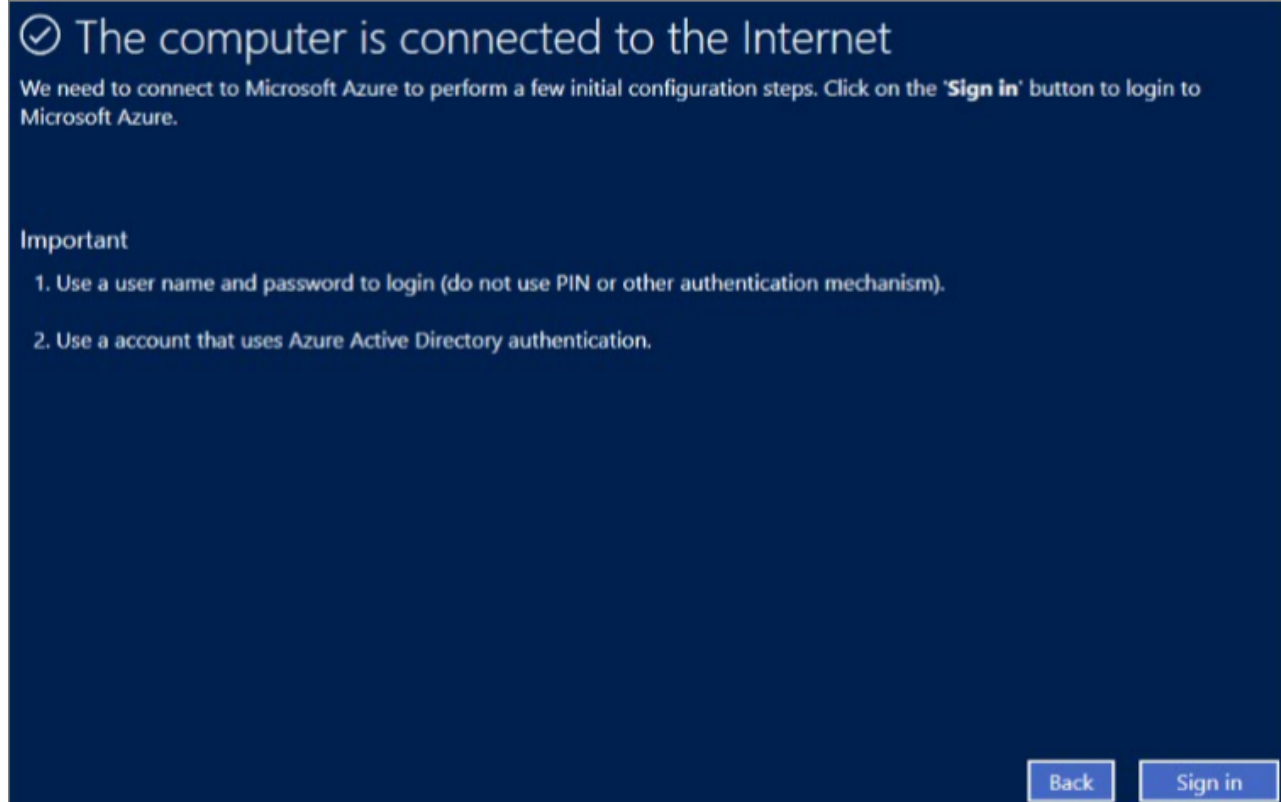 The computer is connected to the Internet
We need to connect to Microsoft Azure to perform a few initial configuration steps. Click on the 'Sign in' button to login to
Microsoft Azure.
Important
1. Use a user name and password to login (do not use PIN or other authentication mechanism).
2. Use a account that uses Azure Active Directory authentication.
Back
Sign in